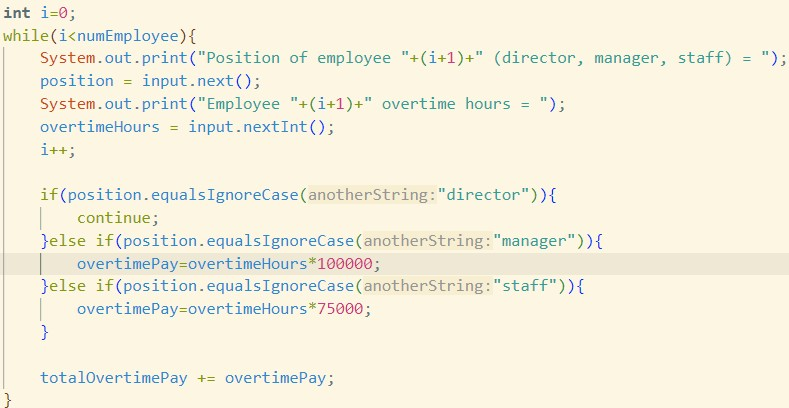 int i=0;
while(i<numEmployee){
System.out.print("Position of employee "+(i+1)+" (director, manager, staff) = ");
position = input.next();
System.out.print("Employee "+(i+1)+" overtime hours = ");
overtimeHours = input.nextInt();
i++;
if(position.equalsIgnoreCase(anotherString:"director")){
continue;
}else if(position.equalsIgnoreCase(anotherString:"manager")){
overtimePay=overtimeHours*100000;
}else if(position.equalsIgnoreCase(anotherString:"staff")){
overtimePay=overtimeHours*75000;
}
totalOvertimePay += overtimePay;
}